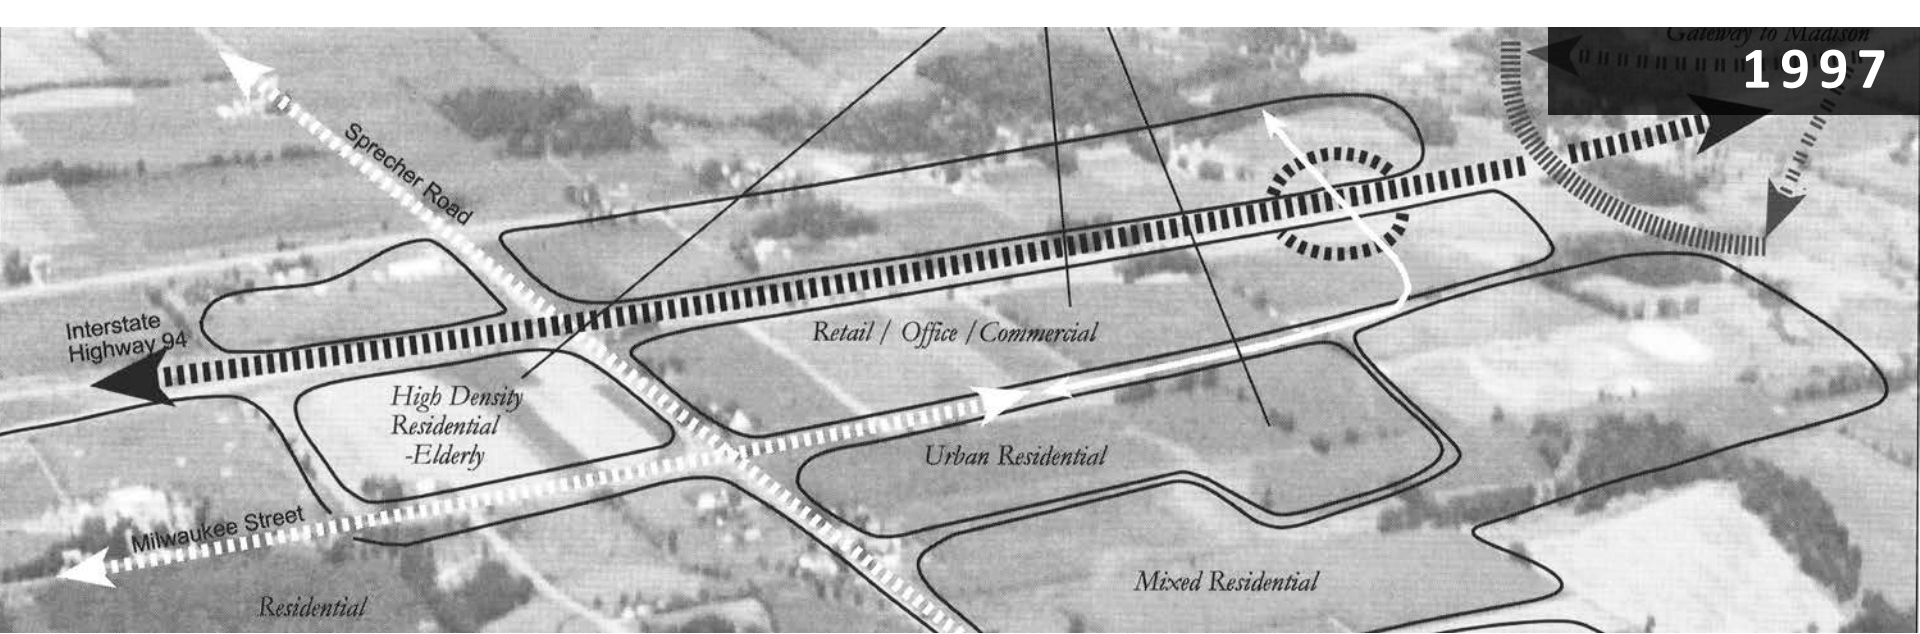 Gateway to Madison
1997
Sprecher Road
Interstate
Highway 94
Retail / Office /Commercial
High Density
Residential
-Elderly
Urban Residential
Milwaukee Street
Mixed Residential
Residential